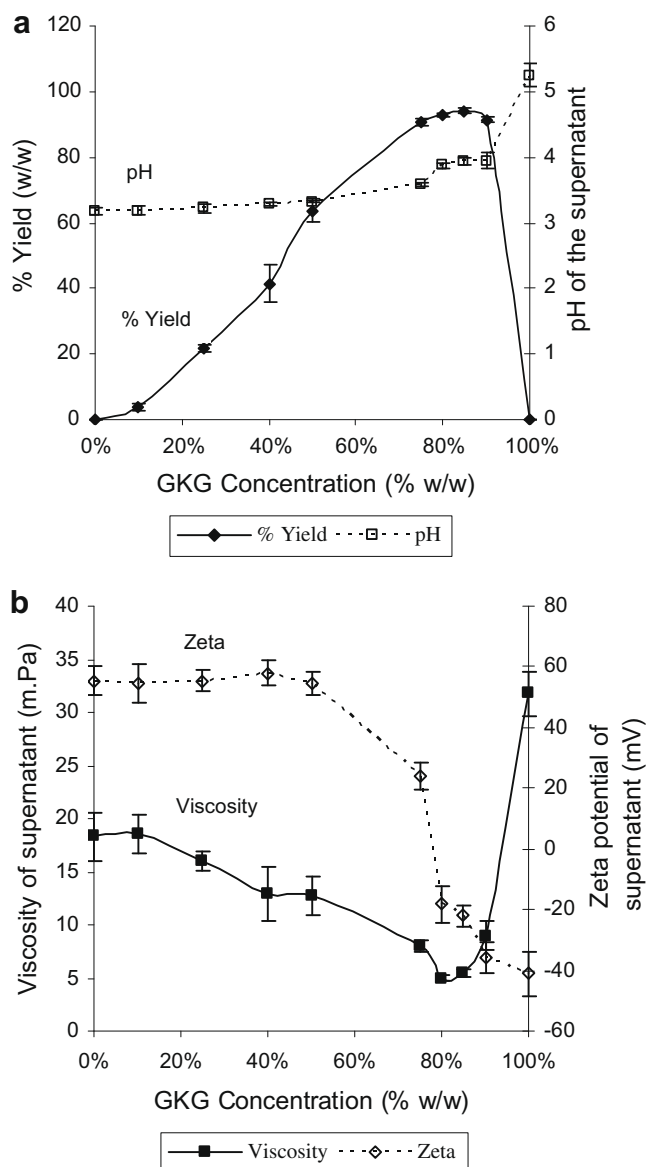 a
120
100
80
60
40
20
0
% Yield (w/w)
pH
% Yield
6
5
4
3
2
1
0
pH of the supernatant
0% 20% 40% 60% 80% 100%
GKG Concentration (% w/w)
% Yield pH
b
40
35
30
25
20
15
10
5
0
Viscosity of supernatant (m.Pa)
Zeta
Viscosity
80
60
40
20
0
-20
-40
-60
Zeta potential of
supernatant (mV)
0% 20% 40% 60% 80% 100%
GKG Concentration (% w/w)
Viscosity Zeta